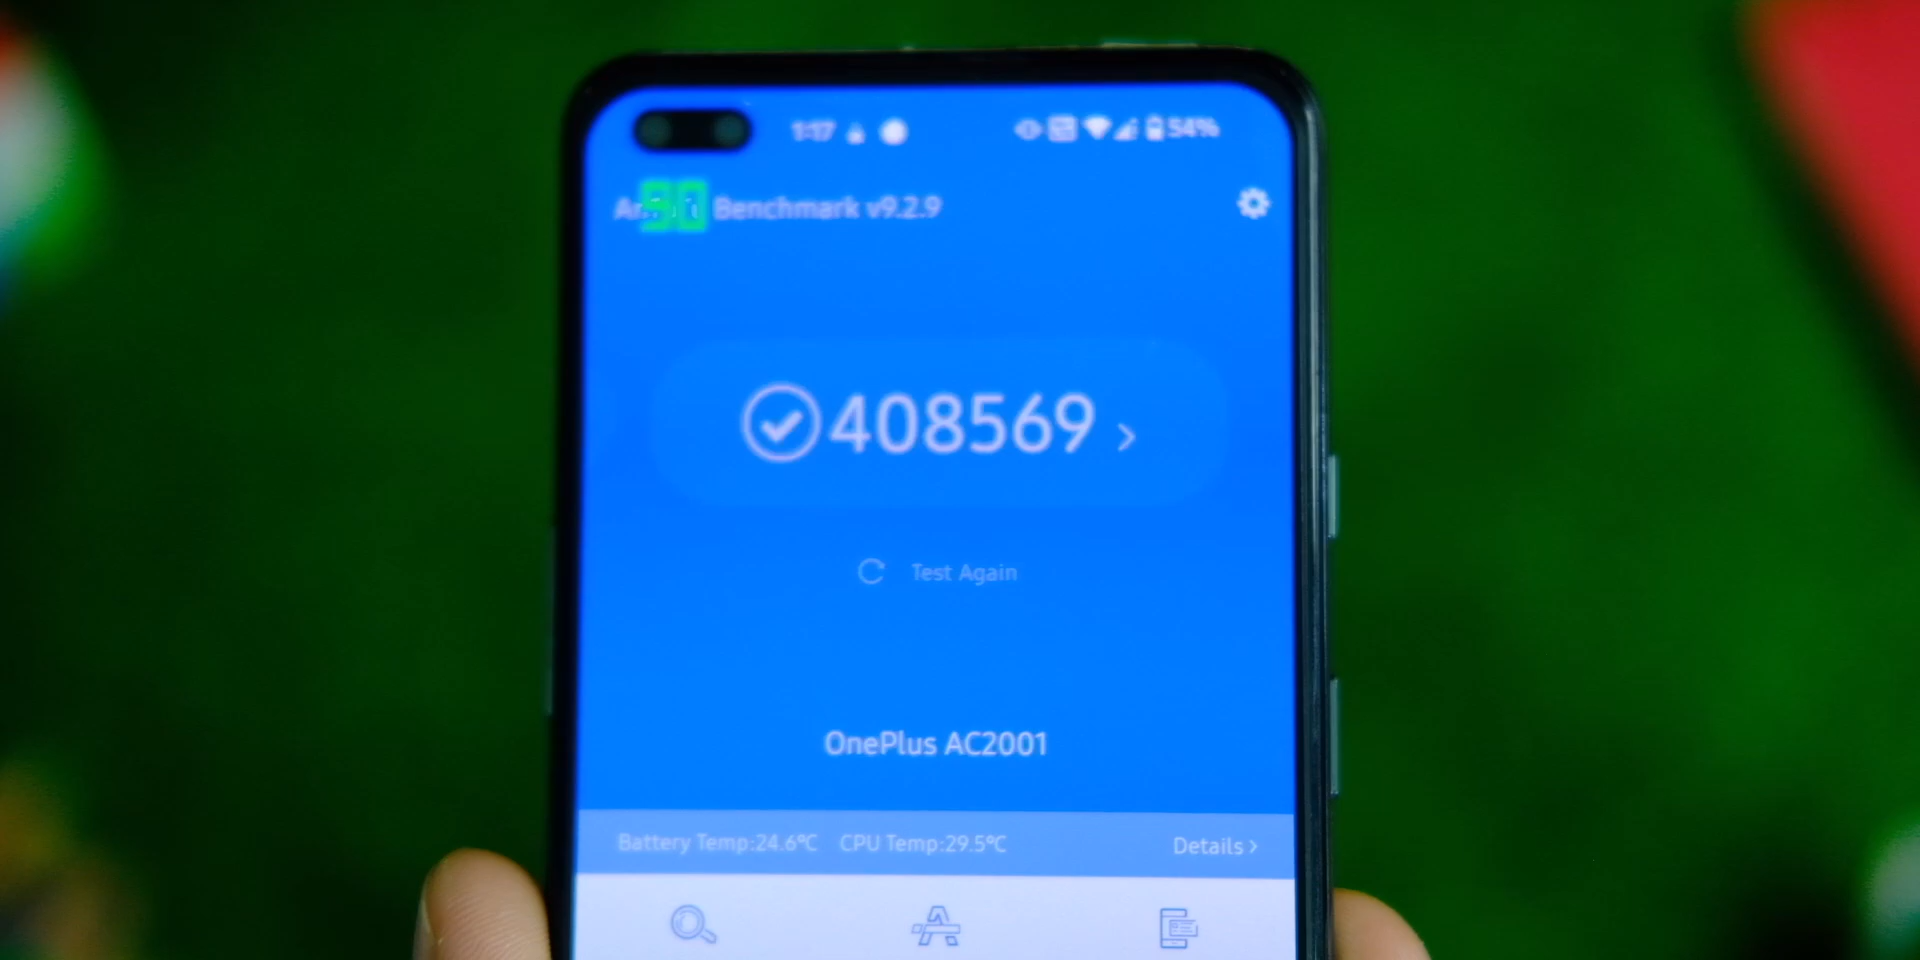 1:17 54%
90
Benchmark v9.2.9
408569 >
Test Again
OnePlus AC2001
Battery Temp:24.6℃ CPU Temp:29.5℃ Details >